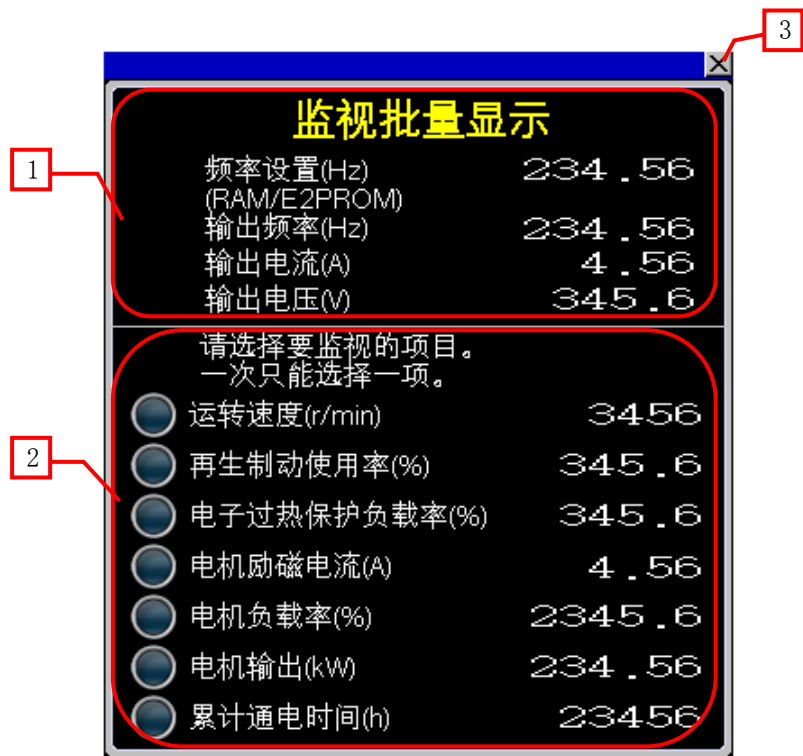 3
监视批量显示
1
频率设置(Hz) 234.56
(RAM/E2PROM)
输出频率(Hz) 234.56
输出电流(A) 4.56
输出电压(V) 345.6
请选择要监视的项目。
一次只能选择一项。
运转速度(r/min) 3456
2
再生制动使用率(%) 345.6
电子过热保护负载率(%) 345.6
电机励磁电流(A) 4.56
电机负载率(%) 2345.6
电机输出(kW) 234.56
累计通电时间(h) 23456